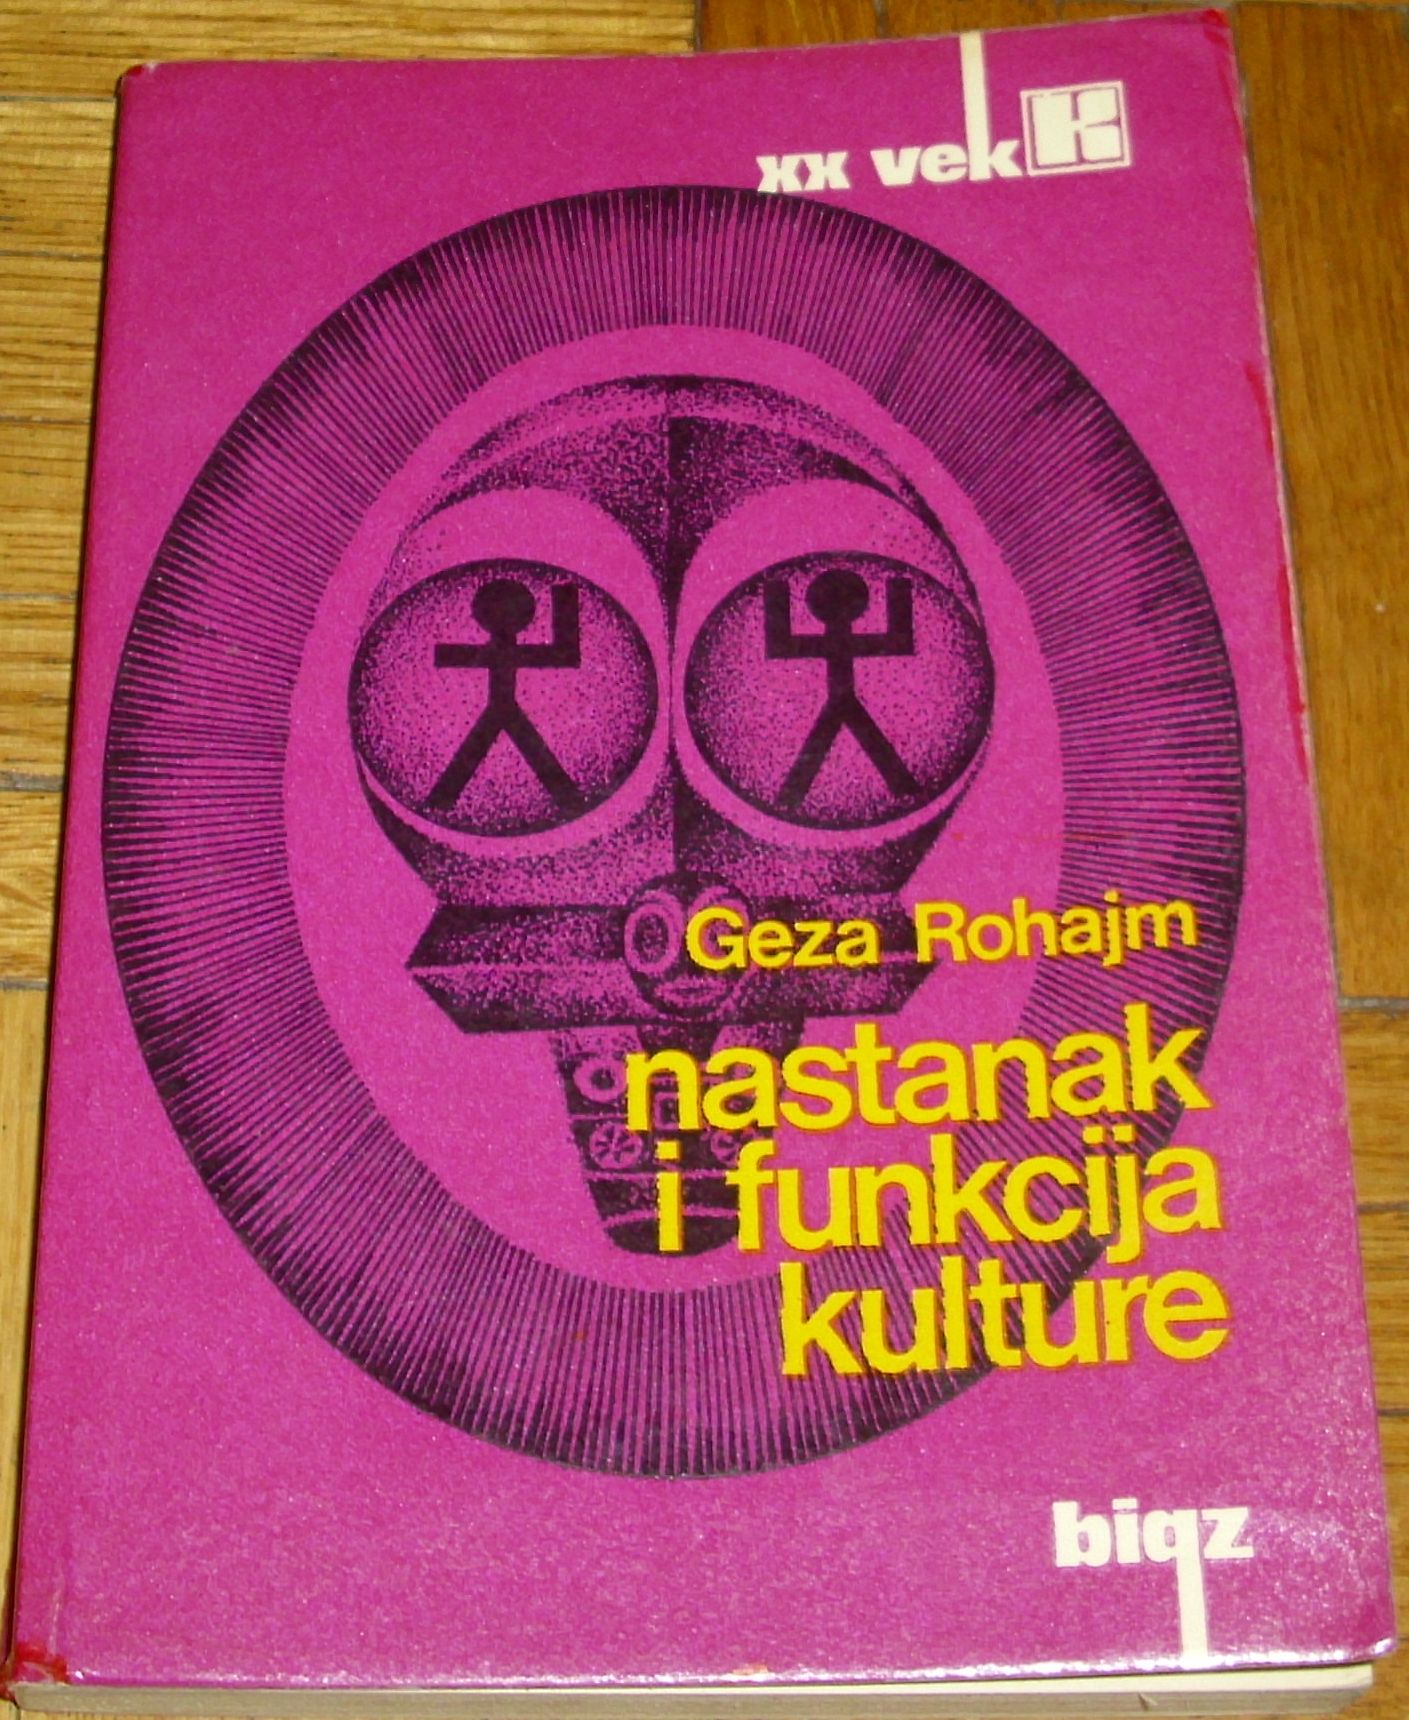 xx vek K
Geza Rohajm
nastanak
i funkcija
kulture
bigz